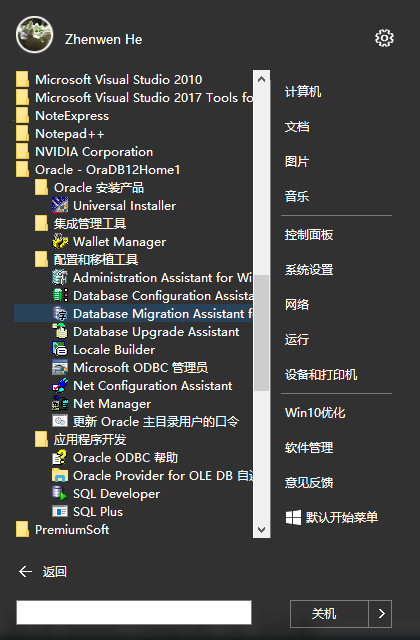 Zhenwen He
Microsoft Visual Studio 2010
Microsoft Visual Studio 2017 Tools fo
NoteExpress
Notepad++
NVIDIA Corporation
Oracle - OraDB12Home1
Oracle 安装产品
Universal Installer
集成管理工具
Wallet Manager
配置和移植工具
Administration Assistant for Wi
Database Configuration Assista
Database Migration Assistant f
Database Upgrade Assistant
Locale Builder
Microsoft ODBC 管理员
Net Configuration Assistant
Net Manager
更新 Oracle 主目录用户的口令
应用程序开发
Oracle ODBC 帮助
Oracle Provider for OLE DB 自述
SQL Developer
SQL Plus
PremiumSoft
返回
计算机
文档
图片
音乐
控制面板
系统设置
网络
运行
设备和打印机
Win10优化
软件管理
意见反馈
默认开始菜单
关机